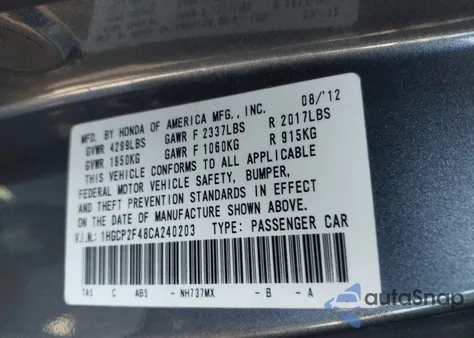 MFD. BY HONDA OF AMERICA MFG., INC. 08/'12
GVWR 4299LBS GAWR F 2337LBS R 2017LBS
GVWR 1950KG GAWR F 1060KG R 915KG
THIS VEHICLE CONFORMS TO ALL APPLICABLE
FEDERAL MOTOR VEHICLE SAFETY, BUMPER,
AND THEFT PREVENTION STANDARDS IN EFFECT
ON THE DATE OF MANUFACTURE SHOWN ABOVE.
V.I.N.: 1HGCP2F48CA240203 TYPE: PASSENGER CAR
TA5 C AB5 - NH737MX - B - A
autoSnap